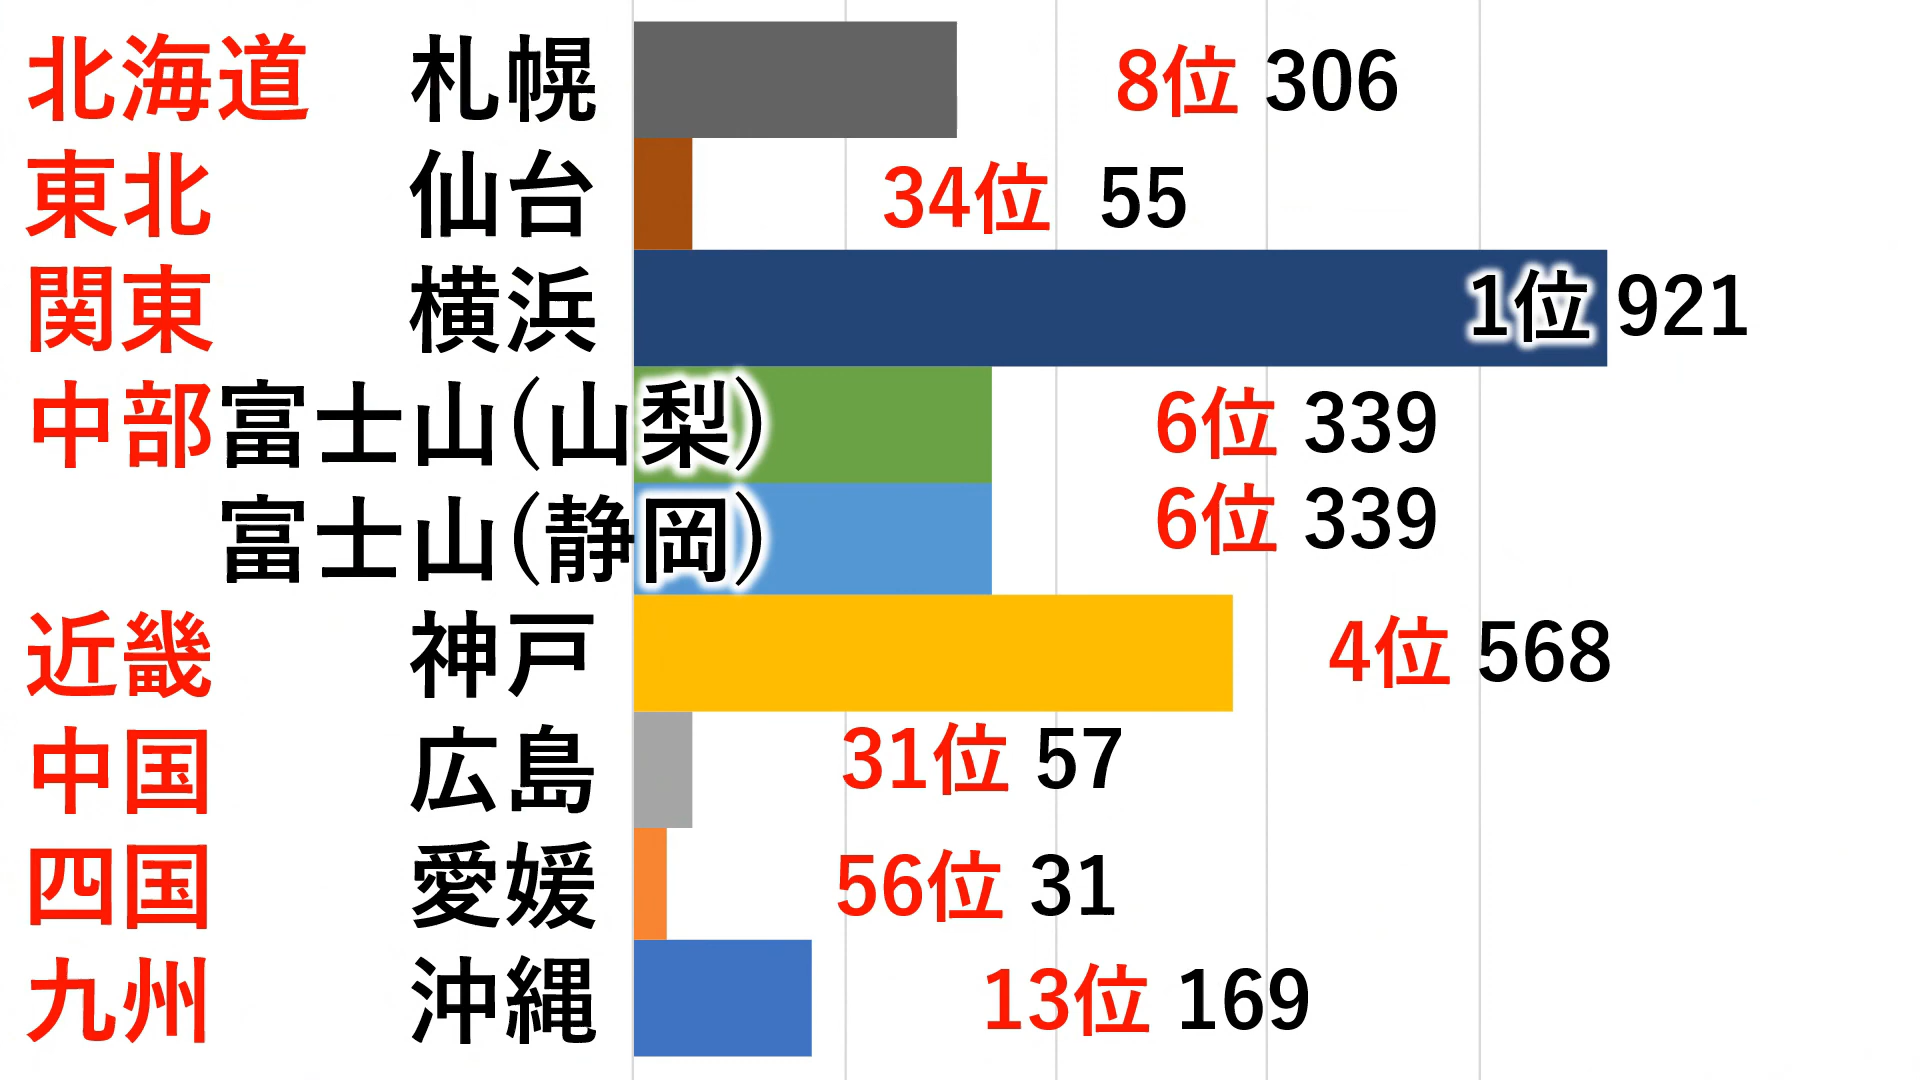 北海道 札幌 8位 306
東北 仙台 34位 55
関東 横浜 1位 921
中部 富士山(山梨) 6位 339
富士山(静岡) 6位 339
近畿 神戸 4位 568
中国 広島 31位 57
四国 愛媛 56位 31
九州 沖縄 13位 169